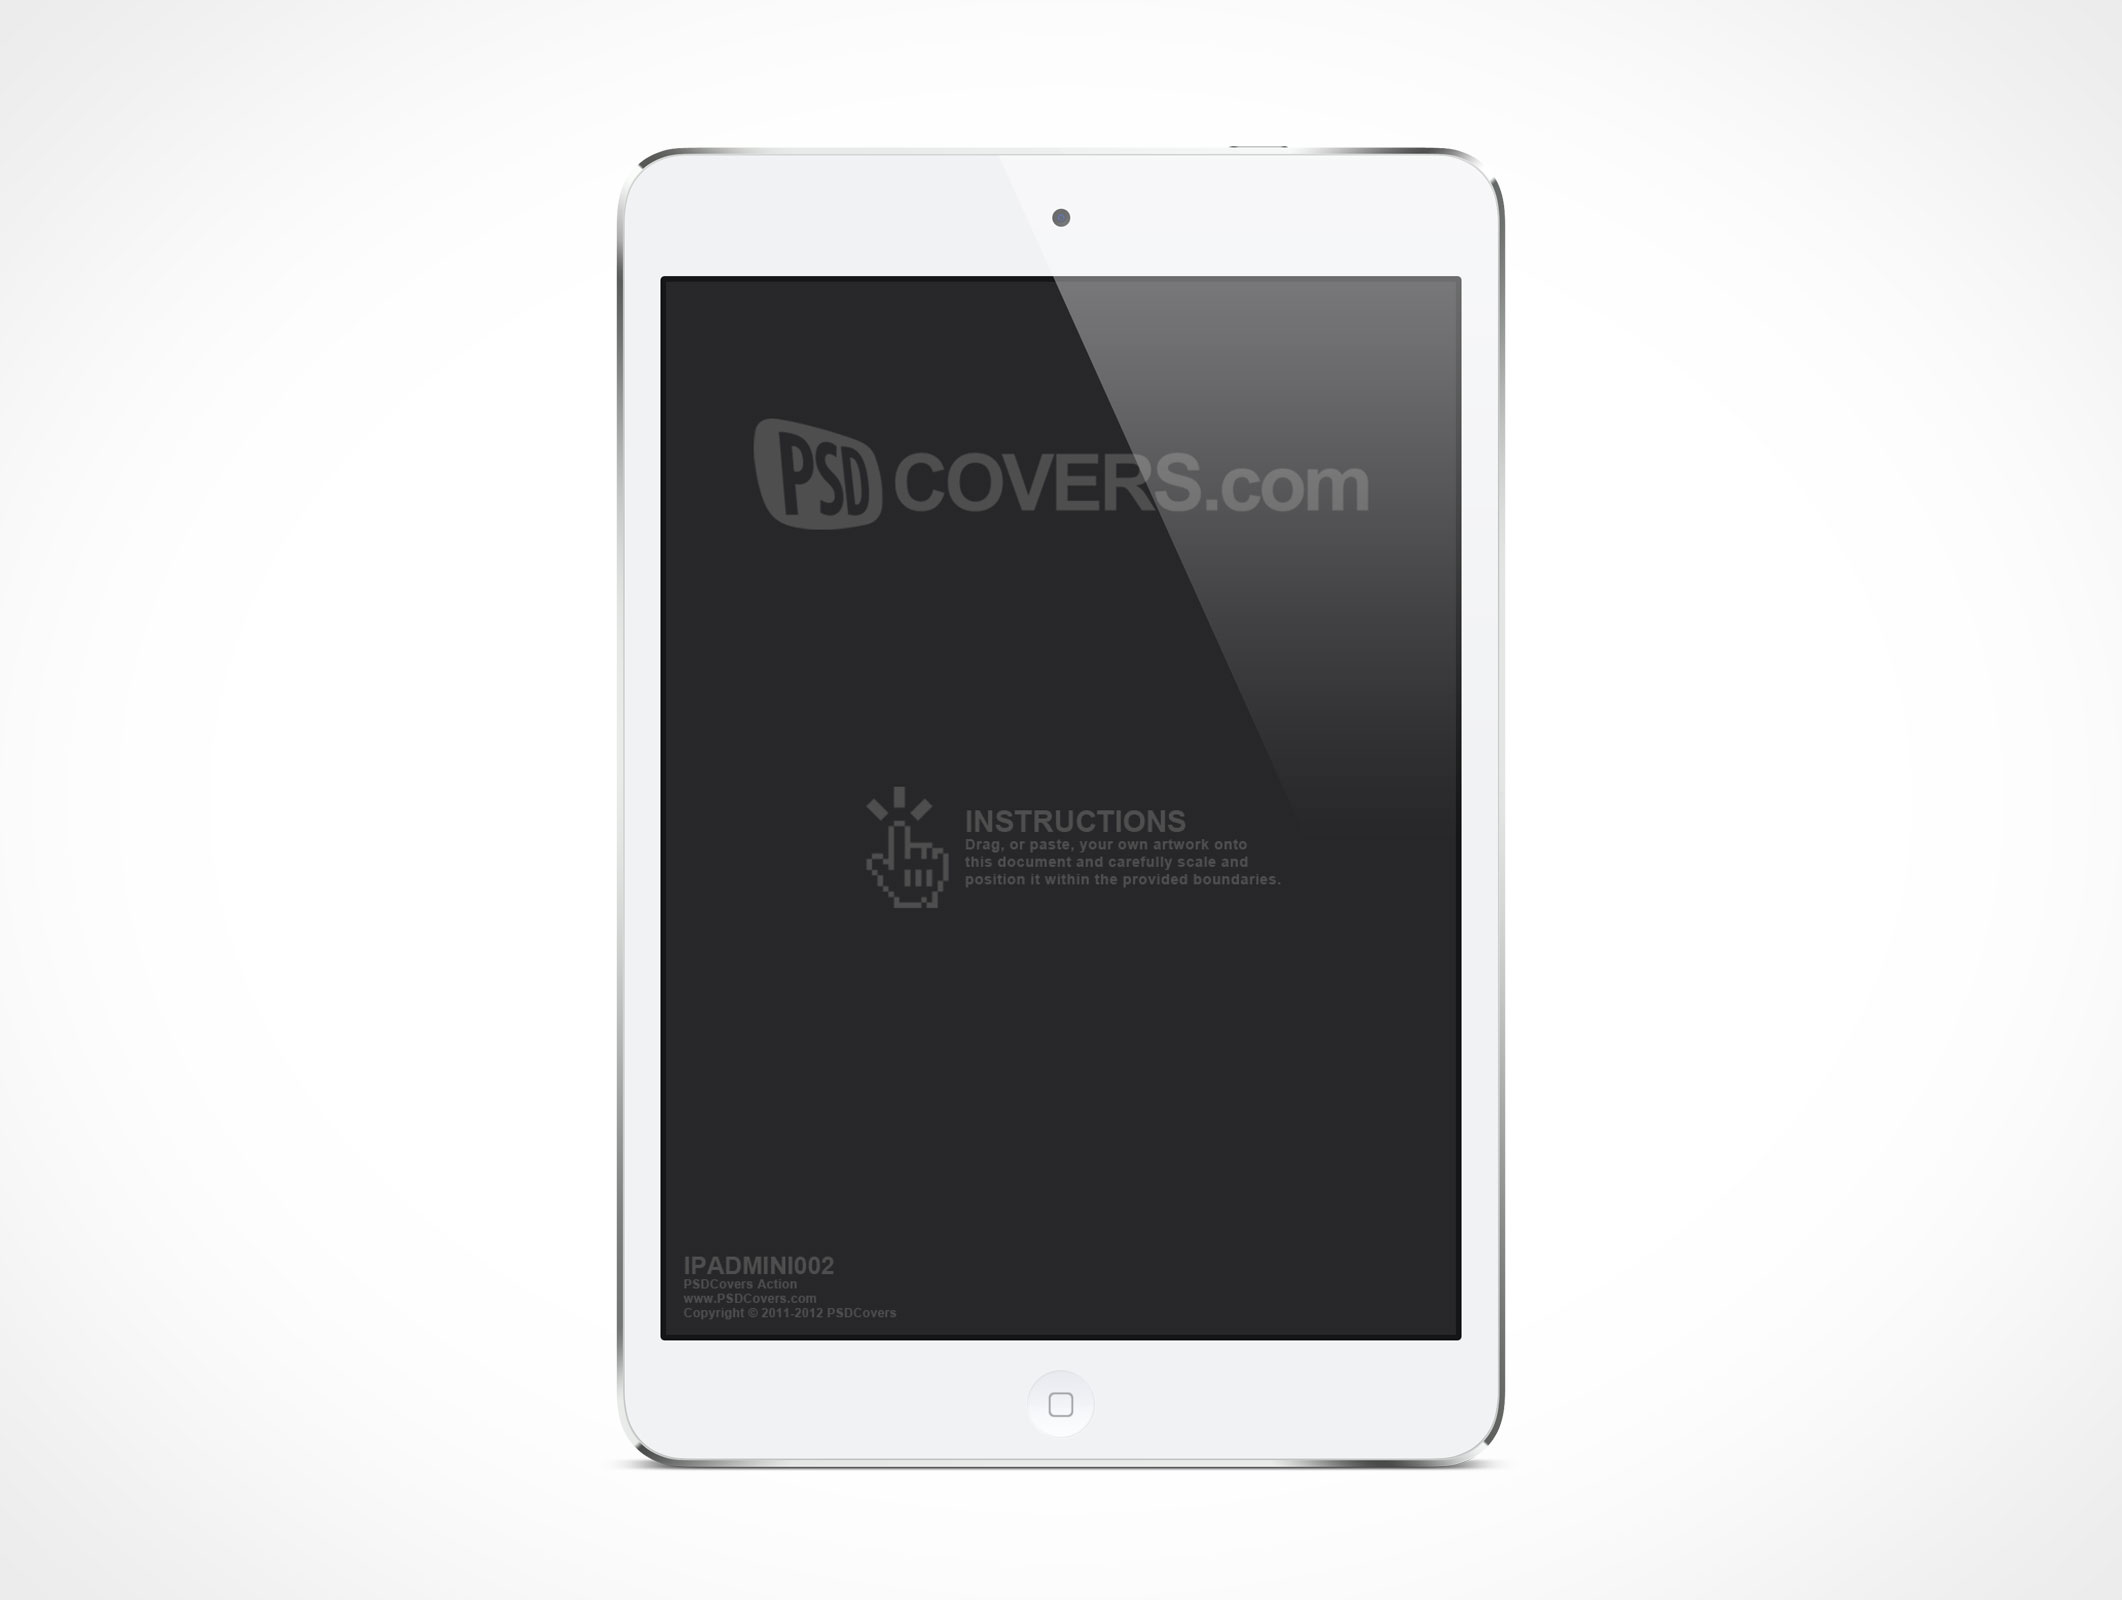 PSD COVERS.com
INSTRUCTIONS
Drag, or paste, your own artwork onto
this document and carefully scale and
position it within the provided boundaries.
IPADMINI002
PSDCovers Action
www.PSDCovers.com
Copyright © 2011-2012 PSDCovers